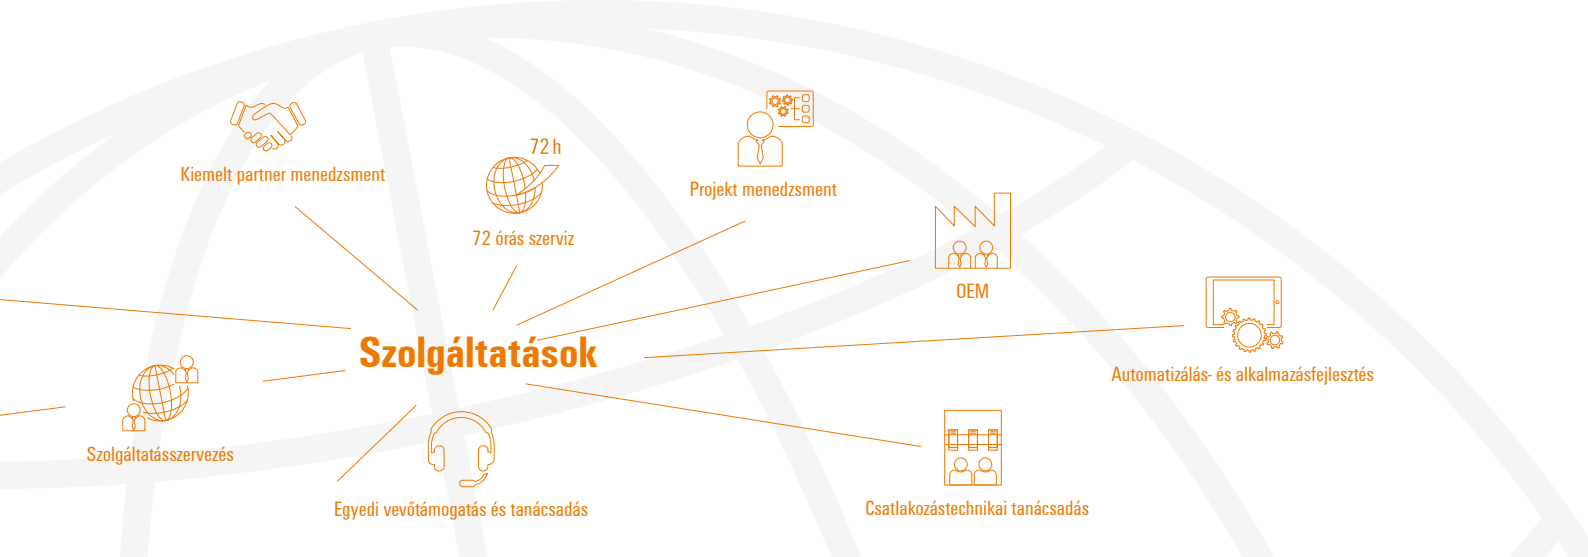 72 h
Kiemelt partner menedzsment
Projekt menedzsment
72 órás szerviz
OEM
Szolgáltatások
Automatizálás- és alkalmazásfejlesztés
Szolgáltatásszervezés
Egyedi vevőtámogatás és tanácsadás
Csatlakozástechnikai tanácsadás